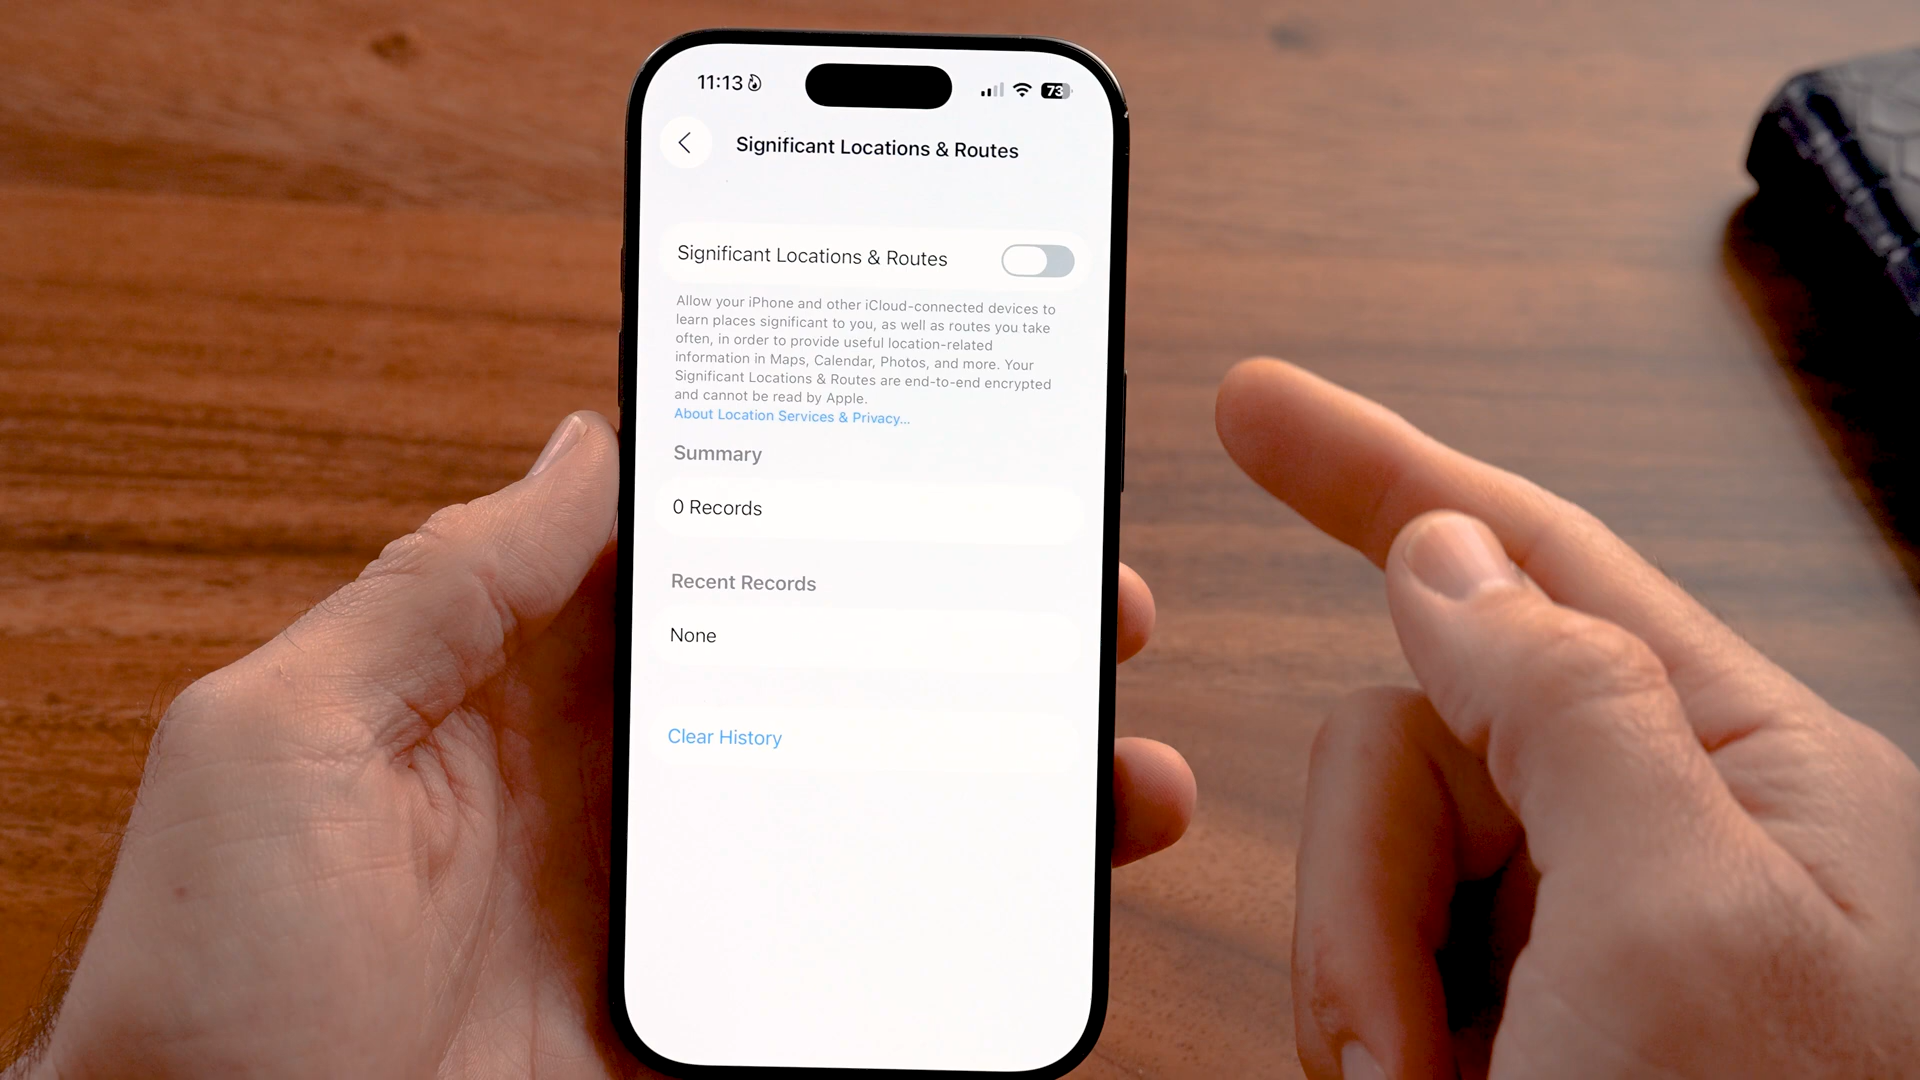 11:13
73
Significant Locations & Routes
Significant Locations & Routes
Allow your iPhone and other iCloud-connected devices to
learn places significant to you, as well as routes you take
often, in order to provide useful location-related
information in Maps, Calendar, Photos, and more. Your
Significant Locations & Routes are end-to-end encrypted
and cannot be read by Apple.
About Location Services & Privacy...
Summary
0 Records
Recent Records
None
Clear History